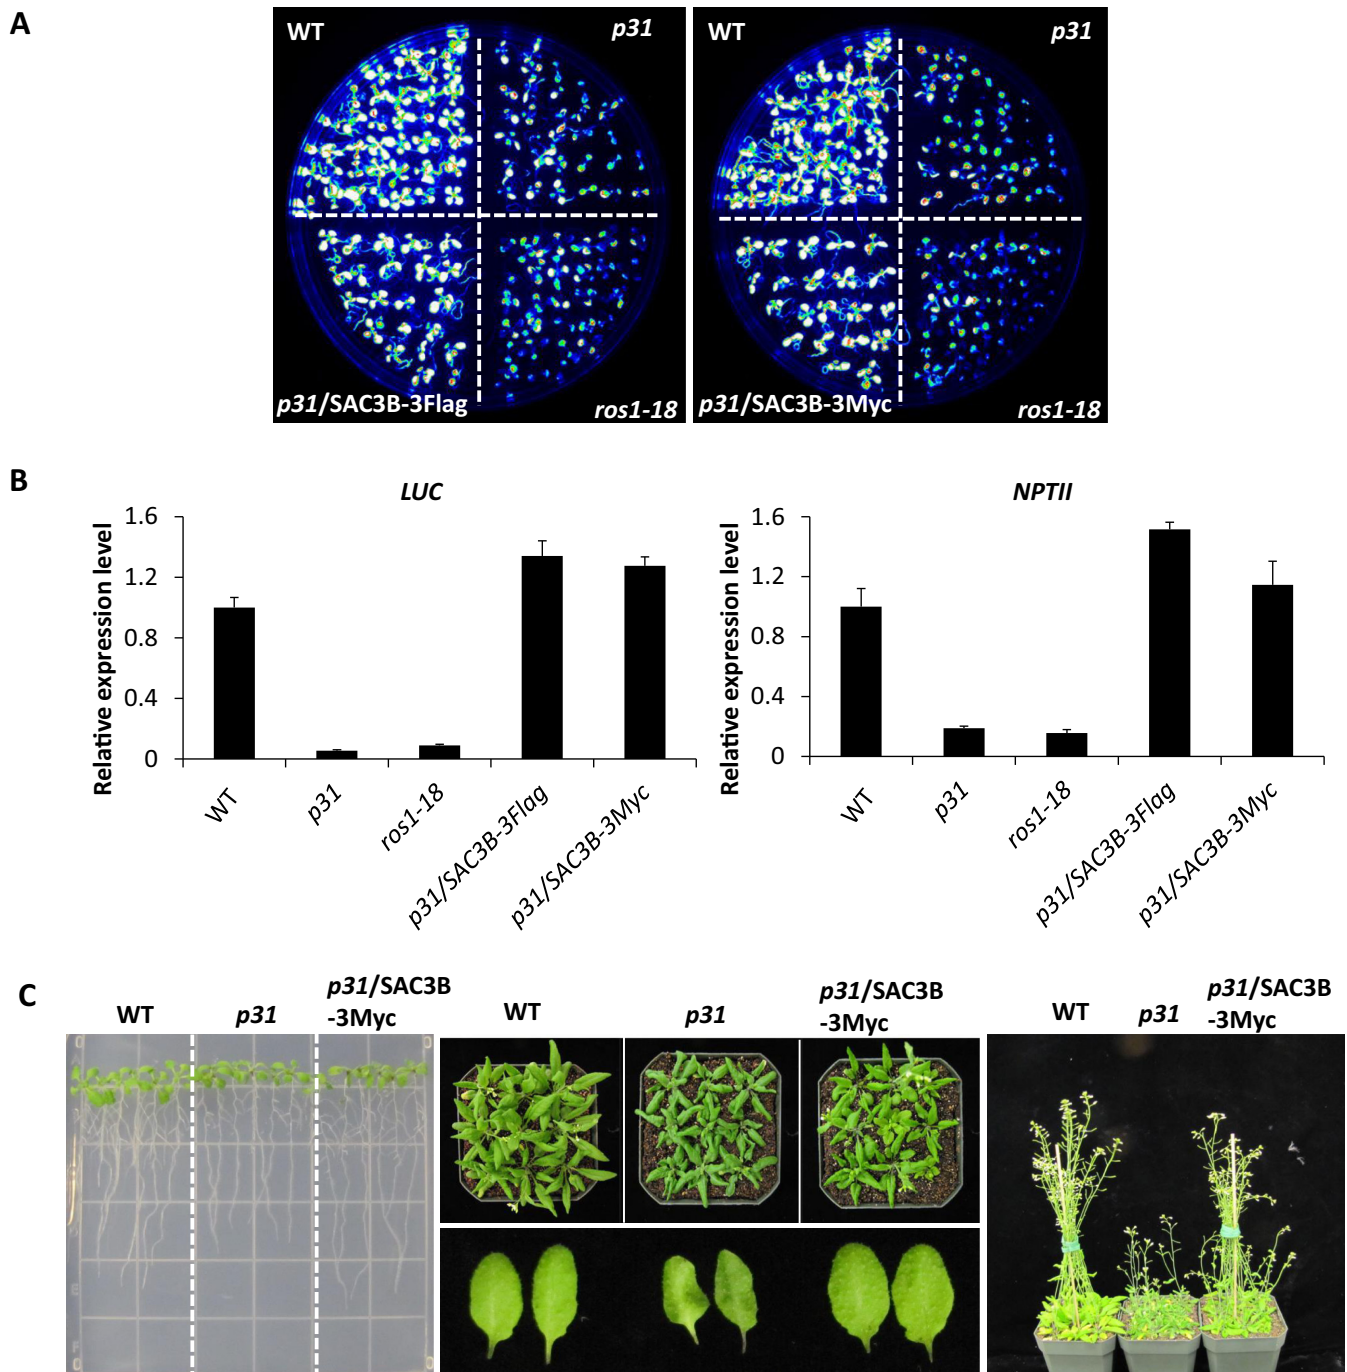 A
WT
p31
WT
p31
p31/SAC3B-3Flag
ros1-18
p31/SAC3B-3Myc
ros1-18
B
LUC
Relative expression level
1.6
1.2
0.8
0.4
0
WT
p31
ros1-18
p31/SAC3B-3Flag
p31/SAC3B-3Myc
NPTII
Relative expression level
1.6
1.2
0.8
0.4
0
WT
p31
ros1-18
p31/SAC3B-3Flag
p31/SAC3B-3Myc
C
WT
p31
p31/SAC3B
-3Myc
WT
p31
p31/SAC3B
-3Myc
WT
p31
p31/SAC3B
-3Myc